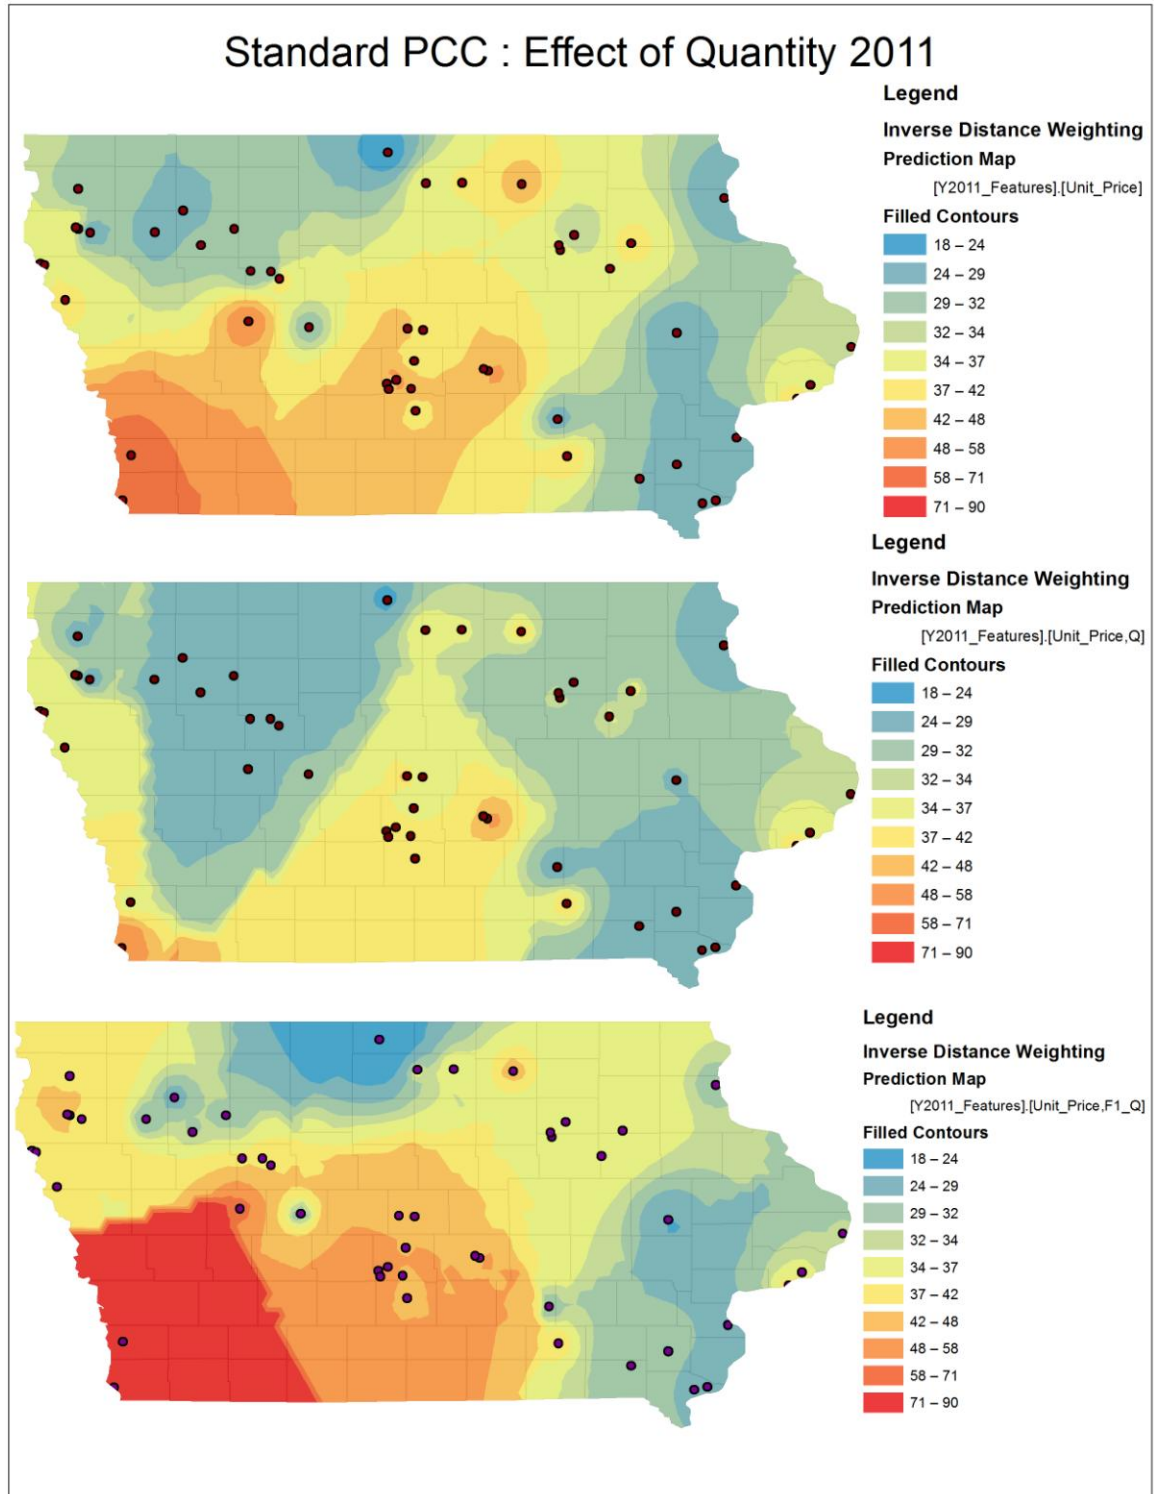 Standard PCC : Effect of Quantity 2011
Legend
Inverse Distance Weighting
Prediction Map
[Y2011_Features].[Unit_Price]
Filled Contours
18 – 24
24 – 29
29 – 32
32 – 34
34 – 37
37 – 42
42 – 48
48 – 58
58 – 71
71 – 90
Legend
Inverse Distance Weighting
Prediction Map
[Y2011_Features].[Unit_Price,Q]
Filled Contours
18 – 24
24 – 29
29 – 32
32 – 34
34 – 37
37 – 42
42 – 48
48 – 58
58 – 71
71 – 90
Legend
Inverse Distance Weighting
Prediction Map
[Y2011_Features].[Unit_Price,F1_Q]
Filled Contours
18 – 24
24 – 29
29 – 32
32 – 34
34 – 37
37 – 42
42 – 48
48 – 58
58 – 71
71 – 90